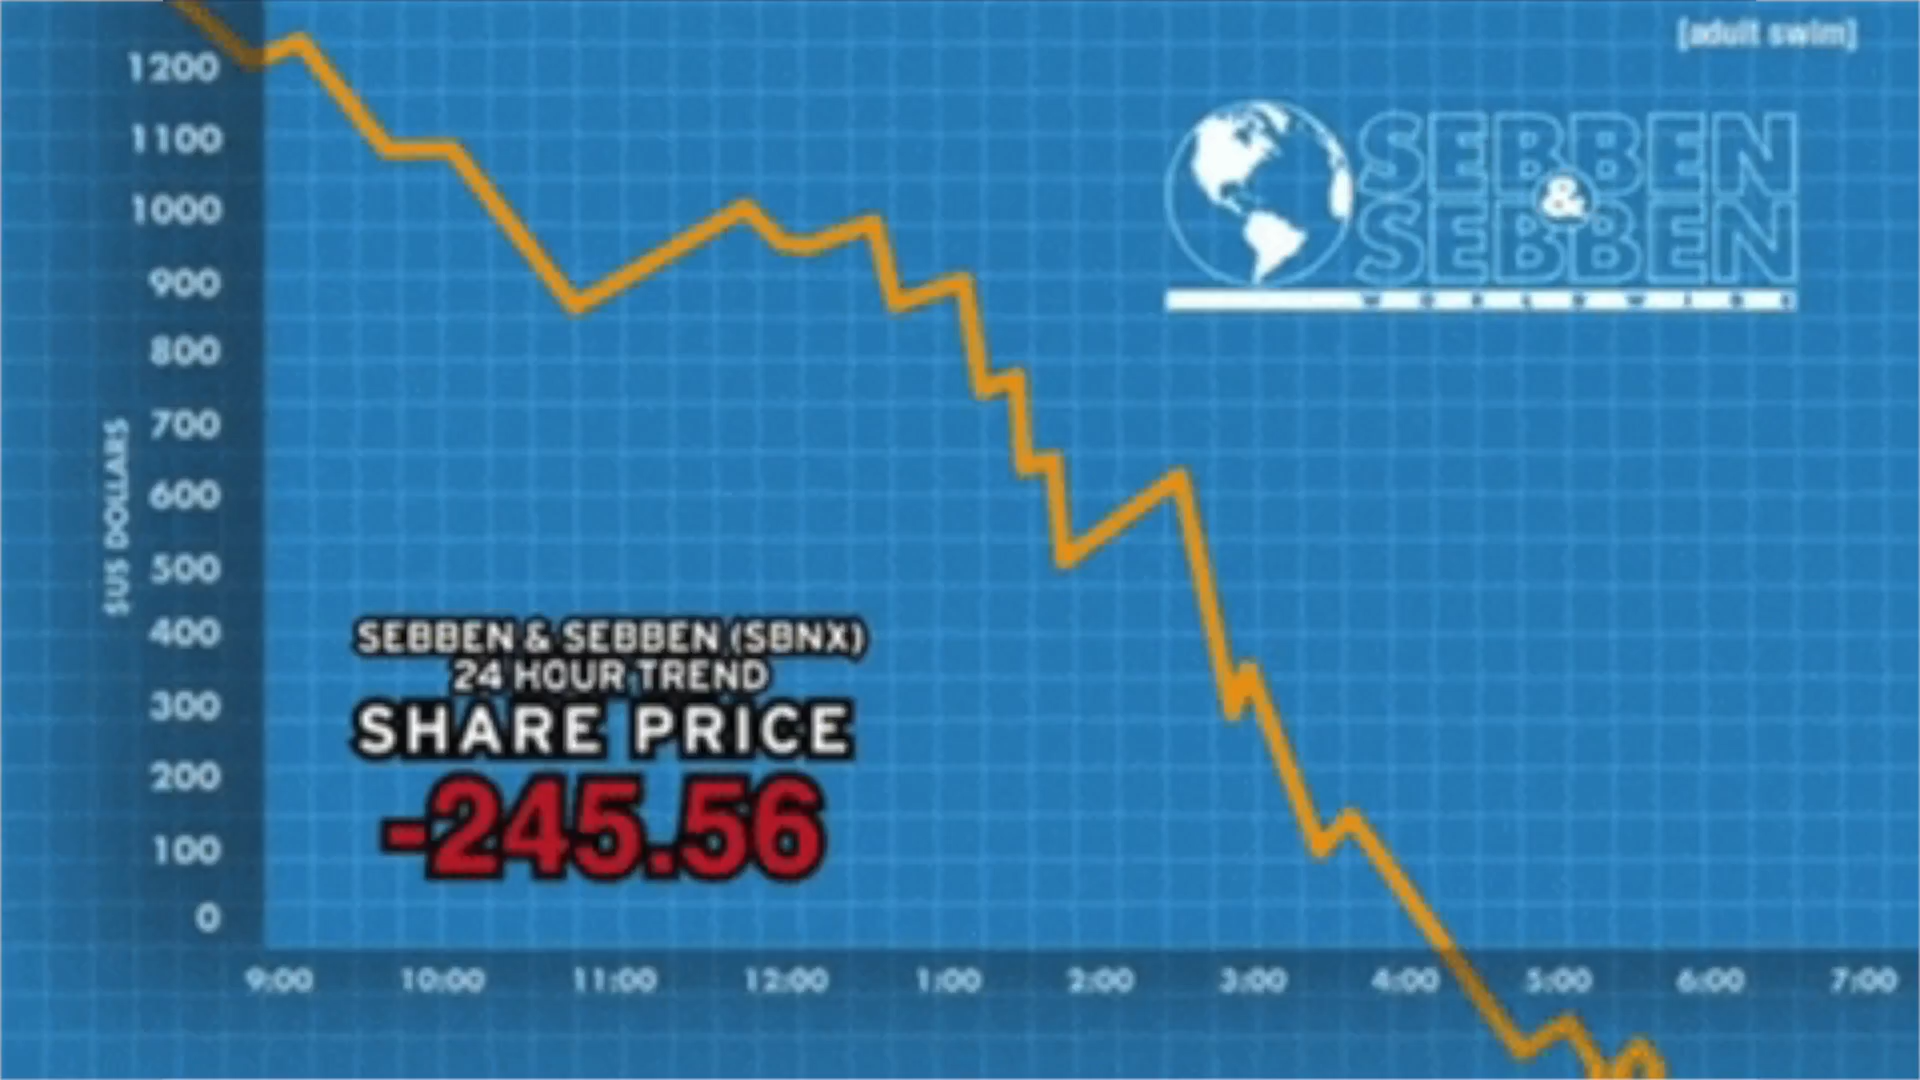 [adult swim]
1200
1100
1000
900
800
700
600
500
400
300
200
100
0
$US DOLLARS
SEBBEN
&
SEBBEN
WORLDWIDE
SEBBEN & SEBBEN (SBNX)
24 HOUR TREND
SHARE PRICE
-245.56
9:00 10:00 11:00 12:00 1:00 2:00 3:00 4:00 5:00 6:00 7:00